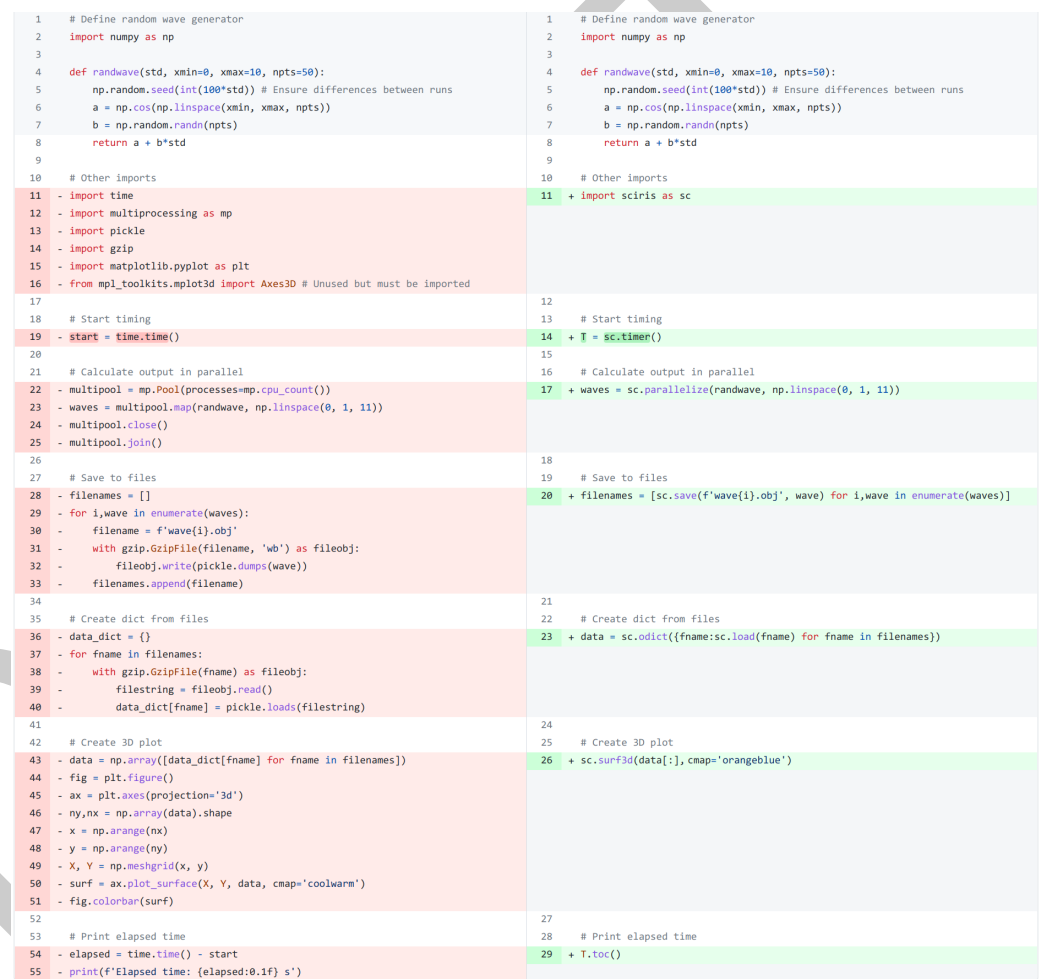 1 # Define random wave generator
2 import numpy as np
3
4 def randwave(std, xmin=0, xmax=10, npts=50):
5 np.random.seed(int(100*std)) # Ensure differences between runs
6 a = np.cos(np.linspace(xmin, xmax, npts))
7 b = np.random.randn(npts)
8 return a + b*std
9
10 # Other imports
11 - import time
12 - import multiprocessing as mp
13 - import pickle
14 - import gzip
15 - import matplotlib.pyplot as plt
16 - from mpl_toolkits.mplot3d import Axes3D # Unused but must be imported
17
18 # Start timing
19 - start = time.time()
20
21 # Calculate output in parallel
22 - multipool = mp.Pool(processes=mp.cpu_count())
23 - waves = multipool.map(randwave, np.linspace(0, 1, 11))
24 - multipool.close()
25 - multipool.join()
26
27 # Save to files
28 - filenames = []
29 - for i,wave in enumerate(waves):
30 - filename = f'wave{i}.obj'
31 - with gzip.GzipFile(filename, 'wb') as fileobj:
32 - fileobj.write(pickle.dumps(wave))
33 - filenames.append(filename)
34
35 # Create dict from files
36 - data_dict = {}
37 - for fname in filenames:
38 - with gzip.GzipFile(fname) as fileobj:
39 - filestring = fileobj.read()
40 - data_dict[fname] = pickle.loads(filestring)
41
42 # Create 3D plot
43 - data = np.array([data_dict[fname] for fname in filenames])
44 - fig = plt.figure()
45 - ax = plt.axes(projection='3d')
46 - ny,nx = np.array(data).shape
47 - x = np.arange(nx)
48 - y = np.arange(ny)
49 - X, Y = np.meshgrid(x, y)
50 - surf = ax.plot_surface(X, Y, data, cmap='coolwarm')
51 - fig.colorbar(surf)
52
53 # Print elapsed time
54 - elapsed = time.time() - start
55 - print(f'Elapsed time: {elapsed:0.1f} s')
1 # Define random wave generator
2 import numpy as np
3
4 def randwave(std, xmin=0, xmax=10, npts=50):
5 np.random.seed(int(100*std)) # Ensure differences between runs
6 a = np.cos(np.linspace(xmin, xmax, npts))
7 b = np.random.randn(npts)
8 return a + b*std
9
10 # Other imports
11 + import sciris as sc
12
13 # Start timing
14 + T = sc.timer()
15
16 # Calculate output in parallel
17 + waves = sc.parallelize(randwave, np.linspace(0, 1, 11))
18
19 # Save to files
20 + filenames = [sc.save(f'wave{i}.obj', wave) for i,wave in enumerate(waves)]
21
22 # Create dict from files
23 + data = sc.odict({fname:sc.load(fname) for fname in filenames})
24
25 # Create 3D plot
26 + sc.surf3d(data[:], cmap='orangeblue')
27
28 # Print elapsed time
29 + T.toc()